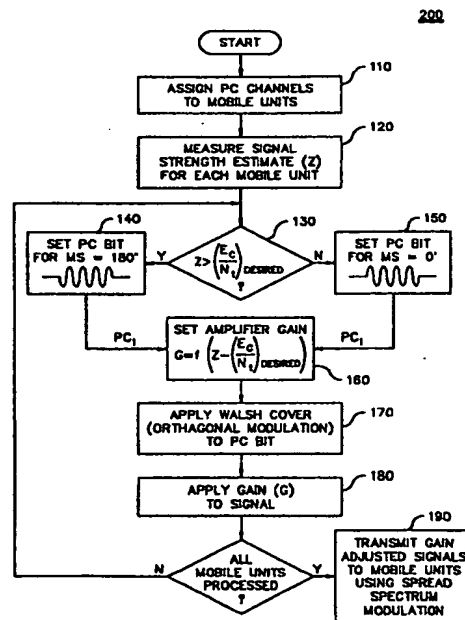 200
START
110
ASSIGN PC CHANNELS
TO MOBILE UNITS
120
MEASURE SIGNAL
STRENGTH ESTIMATE (Z)
FOR EACH MOBILE UNIT
130
140
150
SET PC BIT
FOR MS = 180°
Y
Z > (Ec/Nt) DESIRED
?
N
SET PC BIT
FOR MS = 0'
PC1
PC1
SET AMPLIFIER GAIN
G=f (Z-(Ec/Nt) DESIRED)
160
170
APPLY WALSH COVER
(ORTHAGONAL MODULATION)
TO PC BIT
180
APPLY GAIN (G)
TO SIGNAL
190
N
ALL
MOBILE UNITS
PROCESSED
?
Y
TRANSMIT GAIN
ADJUSTED SIGNALS
TO MOBILE UNITS
USING SPREAD
SPECTRUM
MODULATION